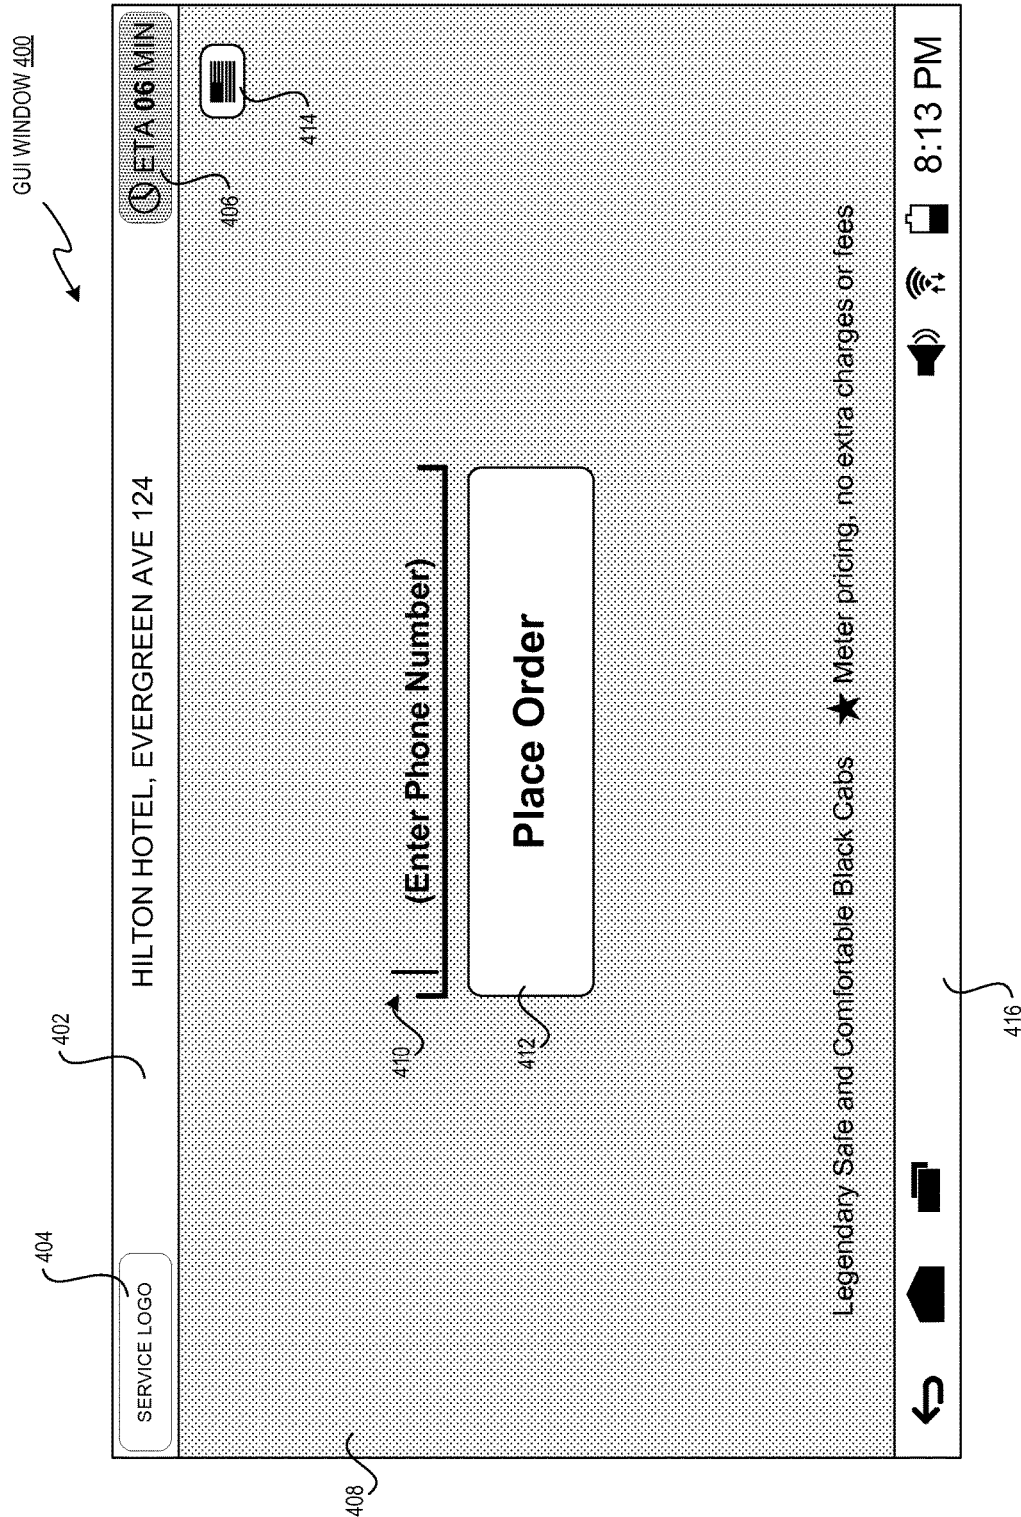 GUI WINDOW 400
402
404
SERVICE LOGO
HILTON HOTEL, EVERGREEN AVE 124
ETA 06 MIN
406
414
408
410
(Enter Phone Number)
412
Place Order
Legendary Safe and Comfortable Black Cabs ★ Meter pricing, no extra charges or fees
8:13 PM
416